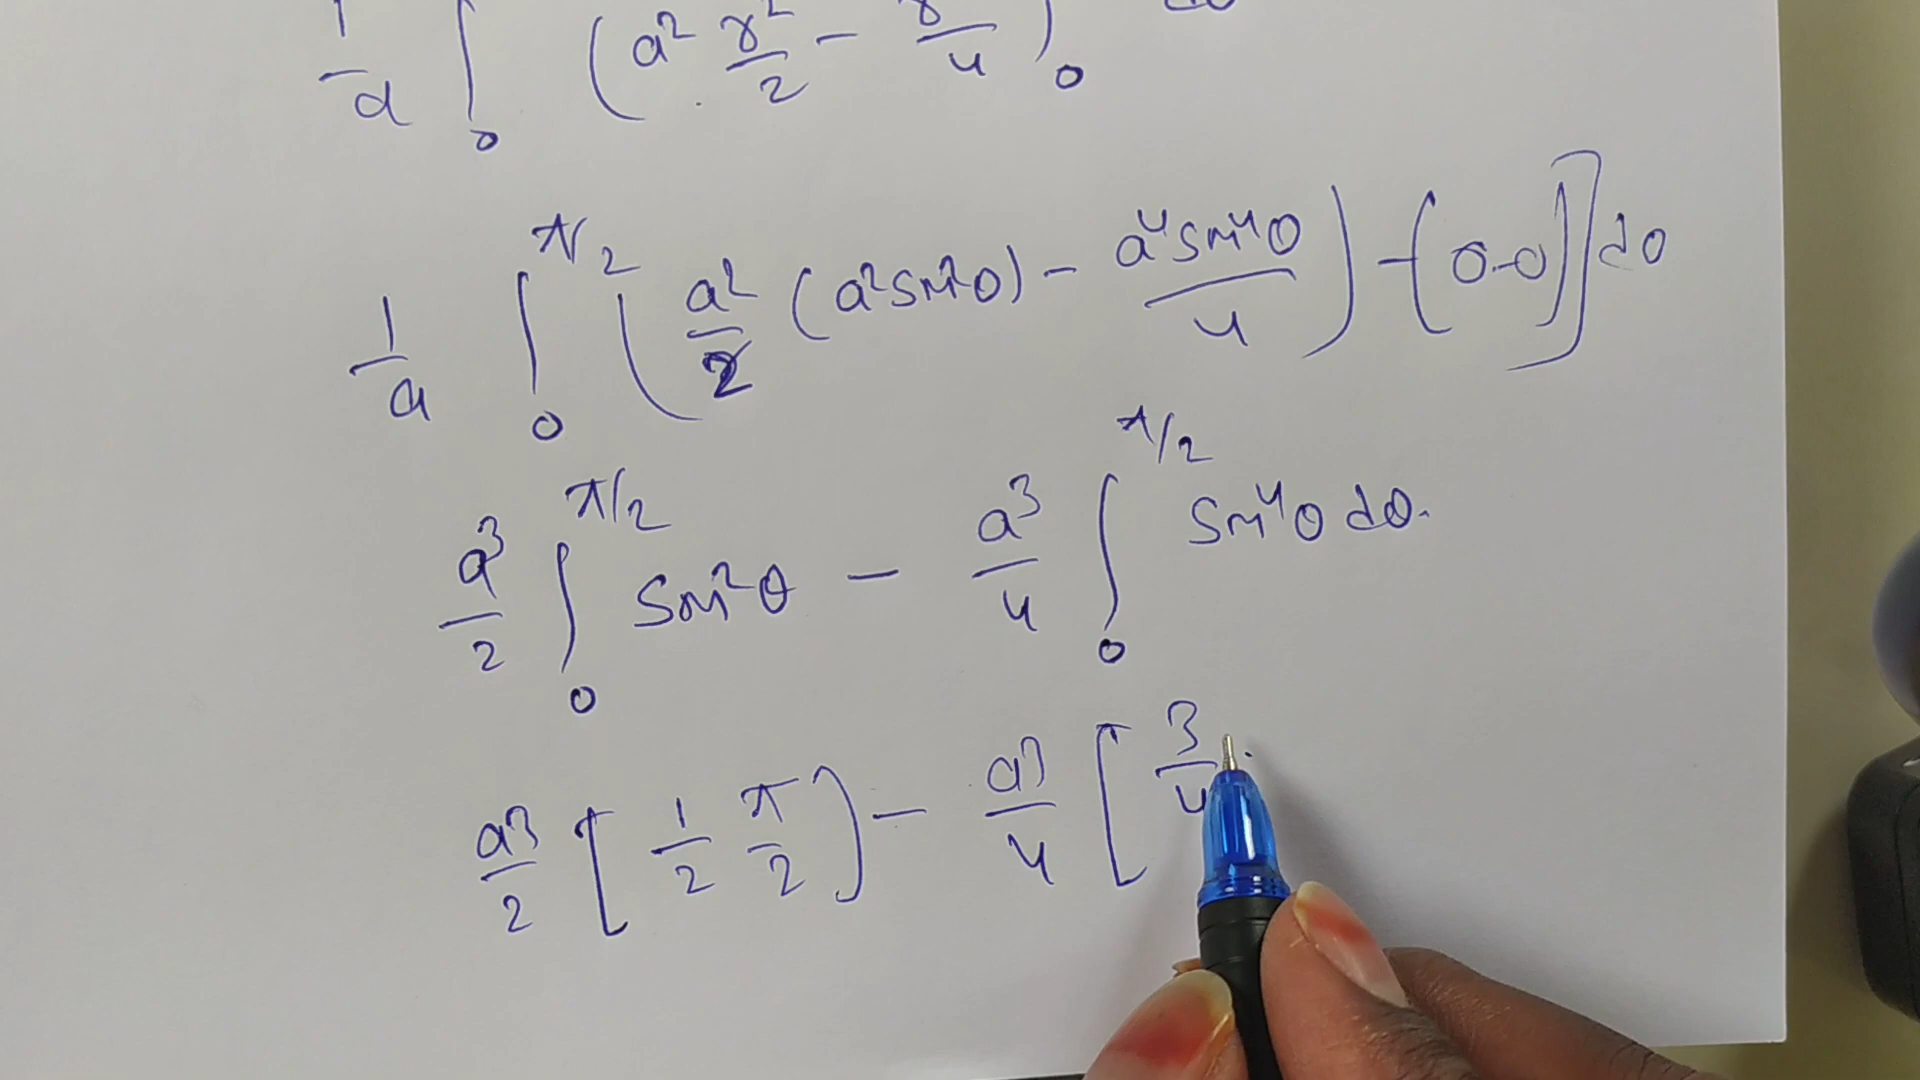 1/a ∫₀ (a² r²/2 - r/4)₀ dθ
1/a ∫₀^π/2 [(a²/2 (a² sin²θ) - a⁴ sin⁴θ/4) - (0-0)] dθ
a³/2 ∫₀^π/2 sin²θ - a³/4 ∫₀^π/2 sin⁴θ dθ.
a³/2 [1/2 π/2] - a³/4 [3/4 .